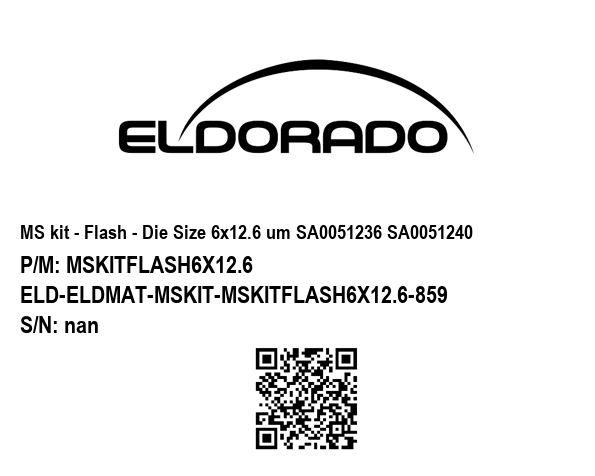 ELDORADO
MS kit - Flash - Die Size 6x12.6 um SA0051236 SA0051240
P/M: MSKITFLASH6X12.6
ELD-ELDMAT-MSKIT-MSKITFLASH6X12.6-859
S/N: nan